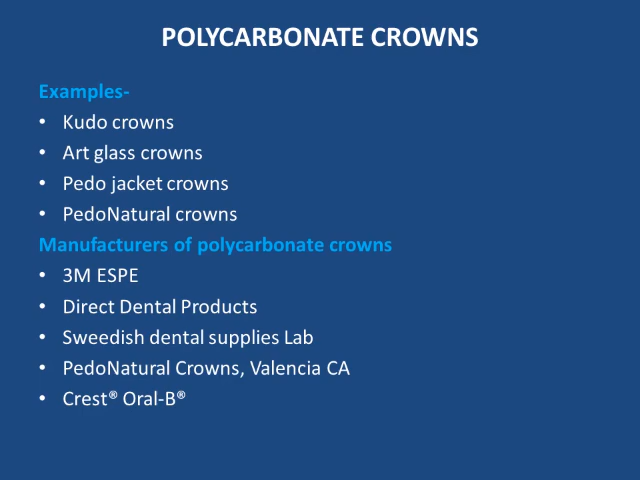 POLYCARBONATE CROWNS
Examples-
• Kudo crowns
• Art glass crowns
• Pedo jacket crowns
• PedoNatural crowns
Manufacturers of polycarbonate crowns
• 3M ESPE
• Direct Dental Products
• Sweedish dental supplies Lab
• PedoNatural Crowns, Valencia CA
• Crest® Oral-B®